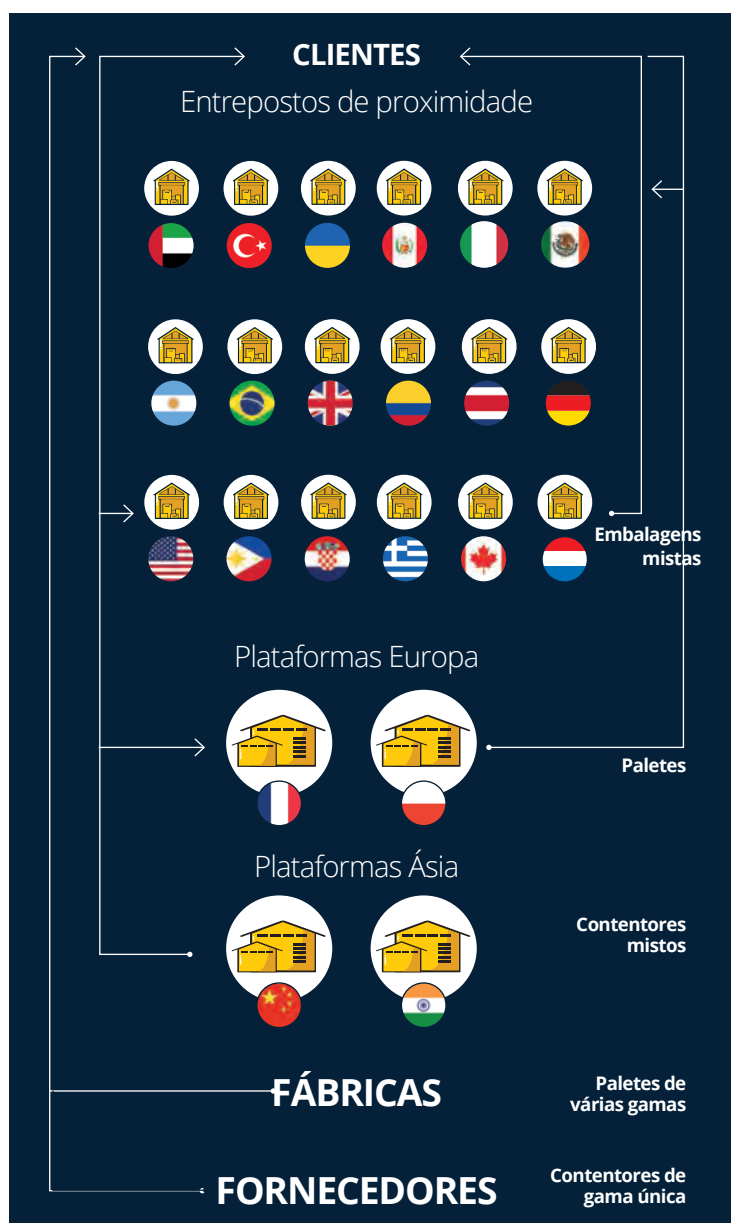 CLIENTES
Entrepostos de proximidade
Embalagens
mistas
Plataformas Europa
Paletes
Plataformas Ásia
Contentores
mistos
FÁBRICAS
Paletes de
várias gamas
FORNECEDORES
Contentores de
gama única